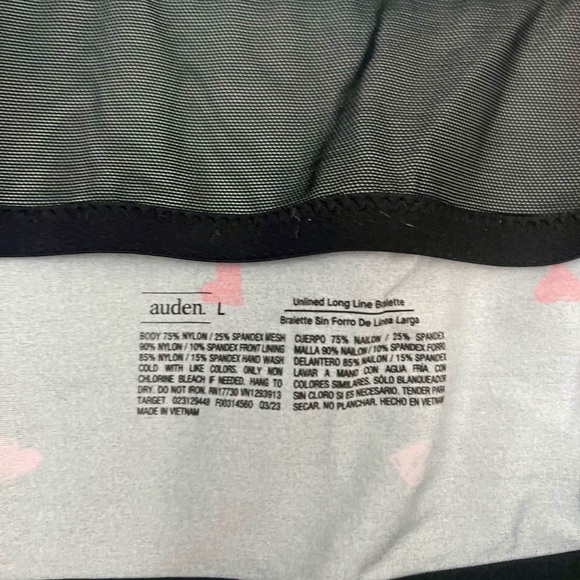 auden. L
BODY 75% NYLON / 25% SPANDEX MESH
90% NYLON / 10% SPANDEX FRONT LINING
85% NYLON / 15% SPANDEX HAND WASH
COLD WITH LIKE COLORS. ONLY NON
CHLORINE BLEACH IF NEEDED. HANG TO
DRY. DO NOT IRON. RN17730 VN1293913
TARGET 023129448 F00314560 Q3/23
MADE IN VIETNAM
Unlined Long Line Bralette
Bralette Sin Forro De Linea Larga
CUERPO 75% NAILON / 25% SPANDEX
MALLA 90% NAILON / 10% SPANDEX FORRO
DELANTERO 85% NAILON / 15% SPANDEX
LAVAR A MANO CON AGUA FRÍA CON
COLORES SIMILARES. SÓLO BLANQUEADOR
SIN CLORO SI ES NECESARIO. TENDER PARA
SECAR. NO PLANCHAR. HECHO EN VIETNAM